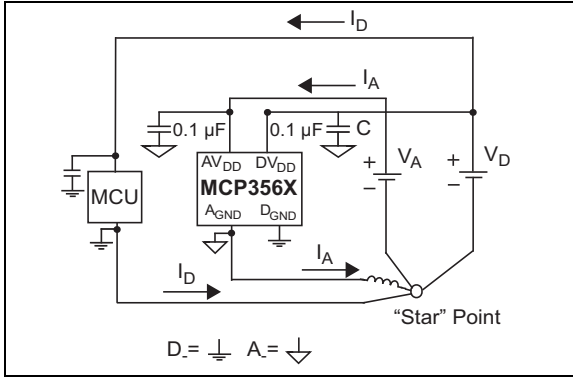 I_D
I_A
0.1 µF
0.1 µF
C
AV_DD
DV_DD
V_A
V_D
+
+
–
–
MCP356X
MCU
A_GND
D_GND
I_A
I_D
"Star" Point
D_-= A_-=